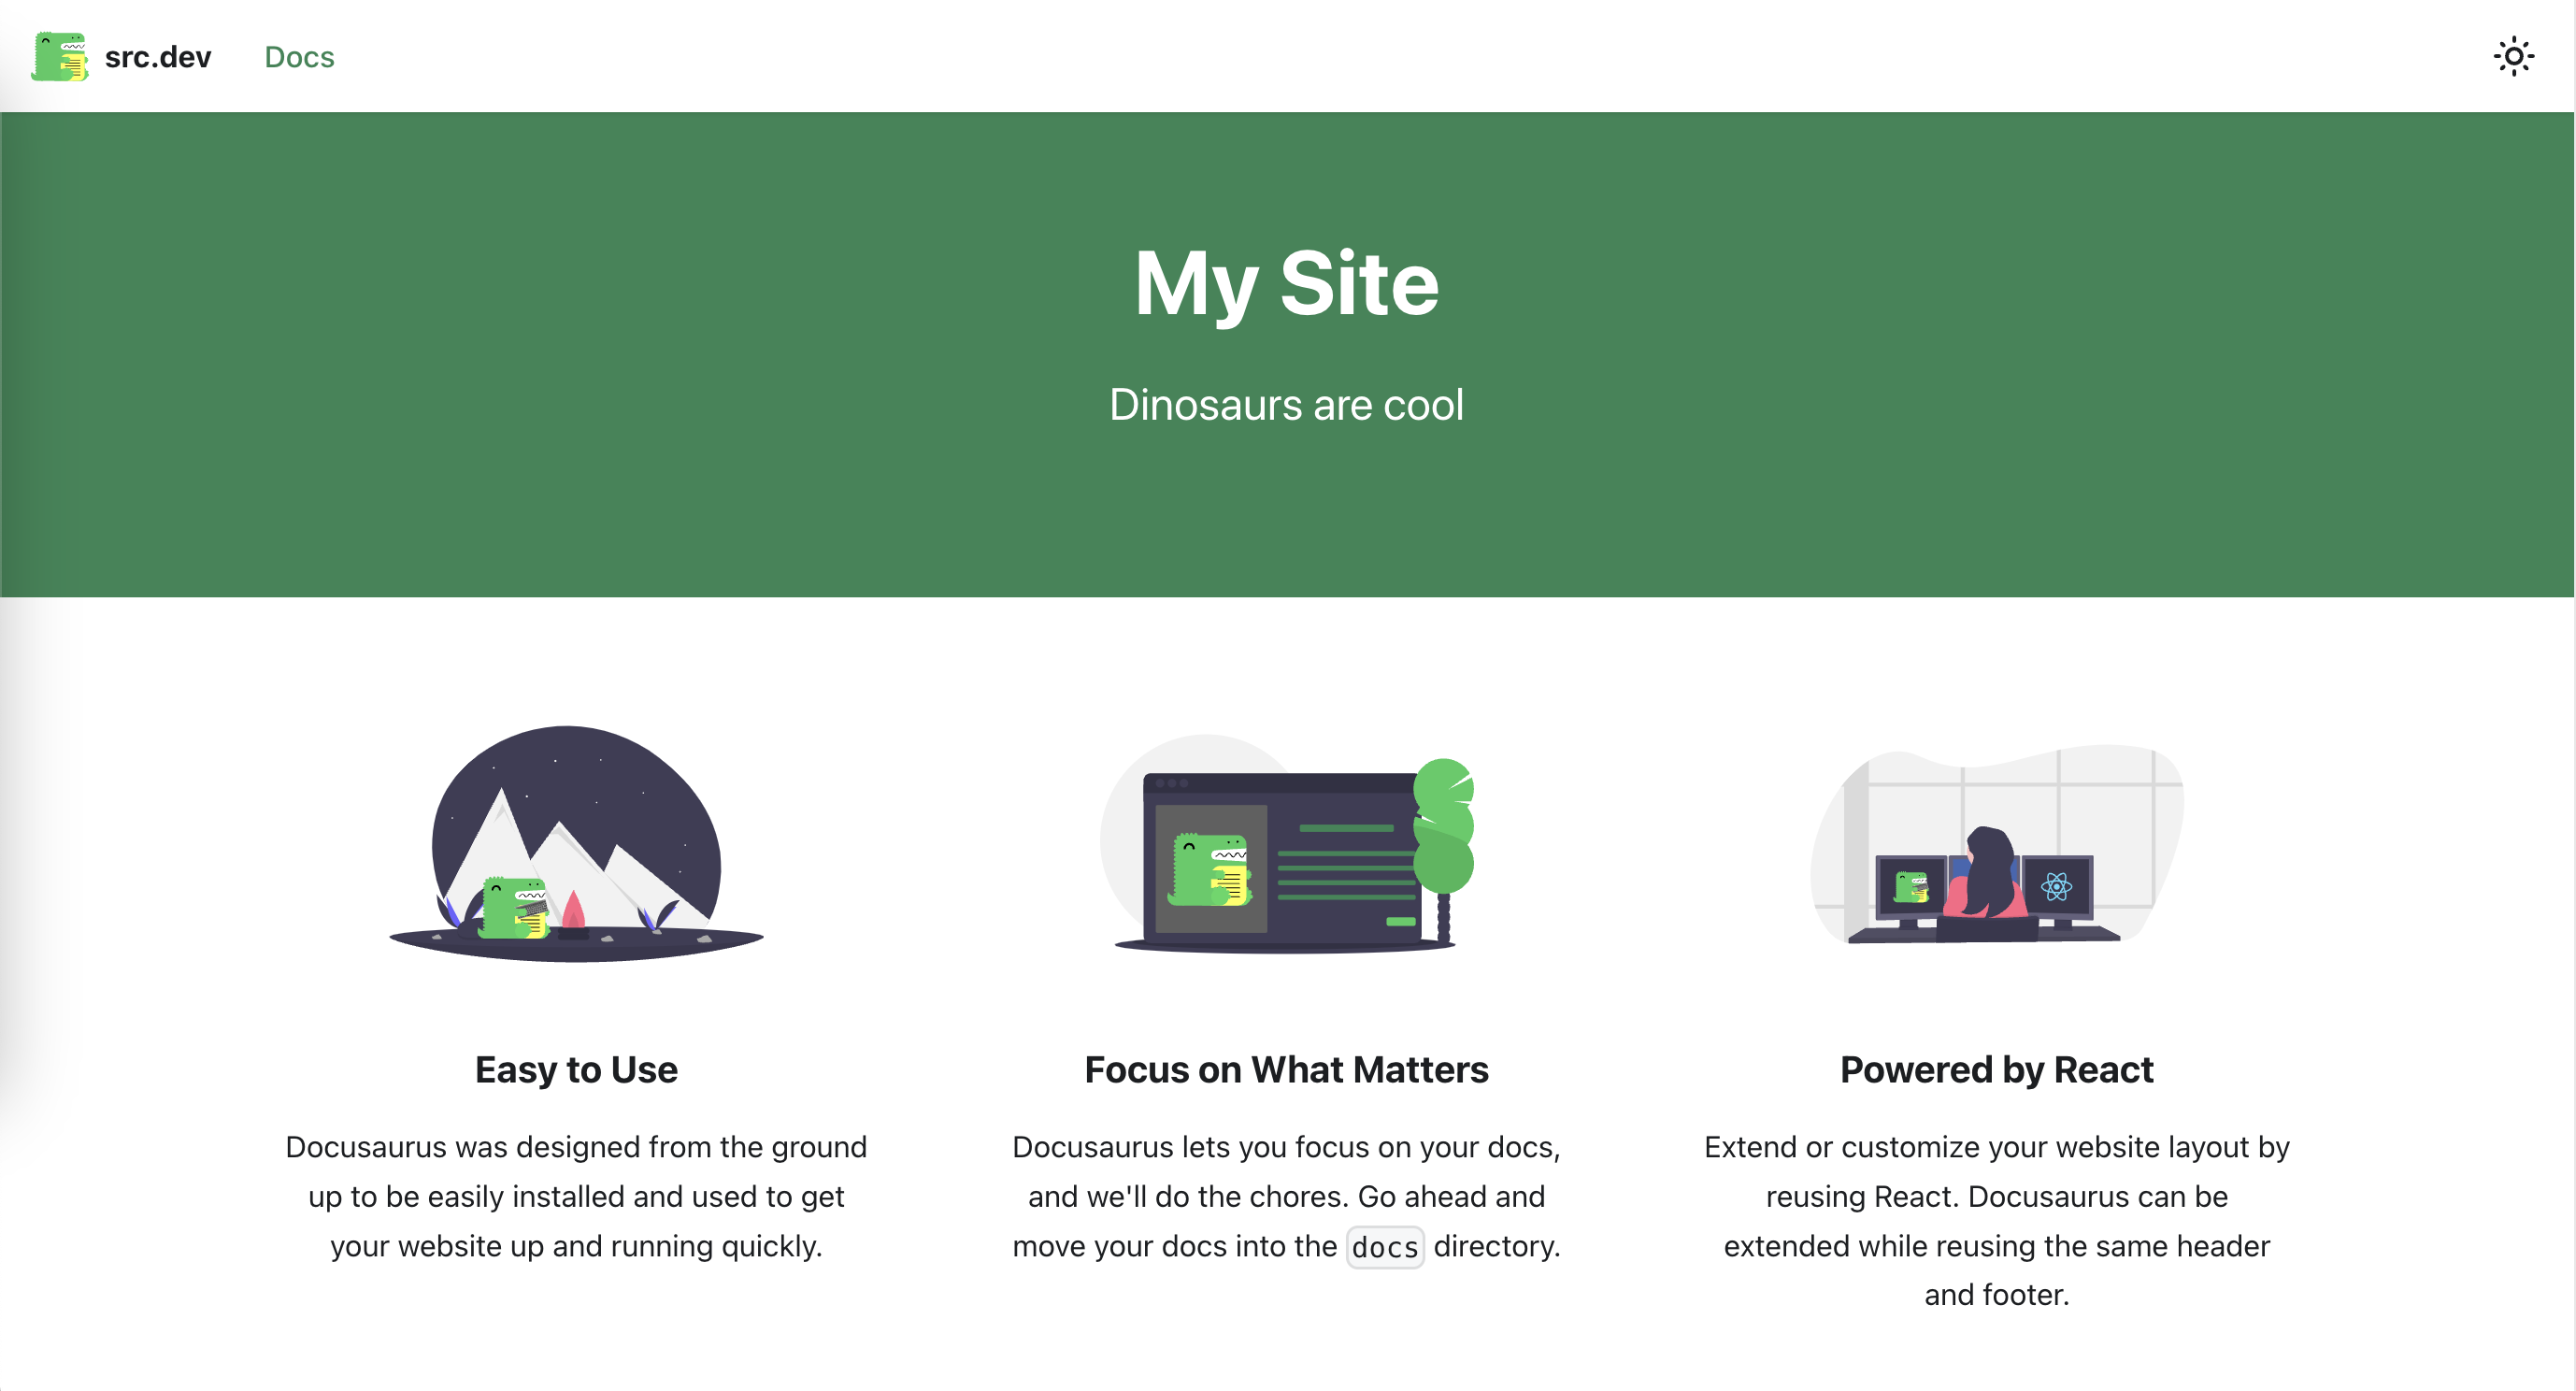 src.dev Docs
My Site
Dinosaurs are cool
Easy to Use
Docusaurus was designed from the ground
up to be easily installed and used to get
your website up and running quickly.
Focus on What Matters
Docusaurus lets you focus on your docs,
and we'll do the chores. Go ahead and
move your docs into the docs directory.
Powered by React
Extend or customize your website layout by
reusing React. Docusaurus can be
extended while reusing the same header
and footer.